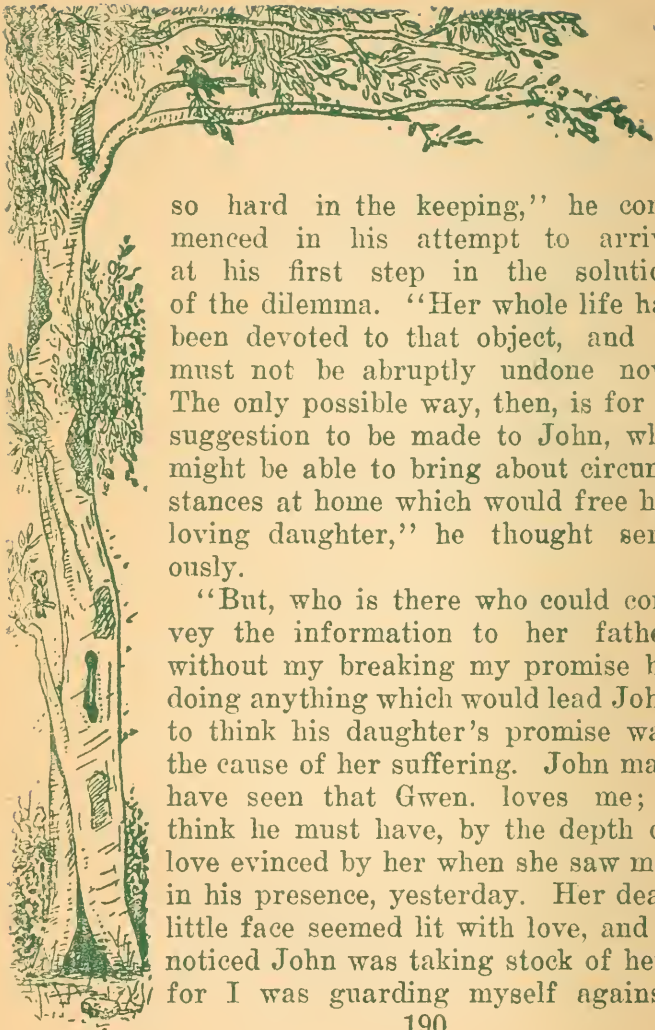 so hard in the keeping,'' he com
menced in his attempt to arriv
at his first step in the solutio
of the dilemma. ‘‘Her whole life ha
been devoted to that object, and
must not be abruptly undone now
The only possible way, then, is for
suggestion to be made to John, wh
might be able to bring about circum
stances at home which would free h
loving daughter,’’ he thought seri
ously.
‘‘But, who is there who could con
vey the information to her fathe
without my breaking my promise b
doing anything which would lead Joh
to think his daughter's promise wa
the cause of her suffering. John ma
have seen that Gwen. loves me;
think he must have, by the depth o
love evinced by her when she saw m
in his presence, yesterday. Her dea
little face seemed lit with love, and
noticed John was taking stock of he
for I was guarding myself agains
190